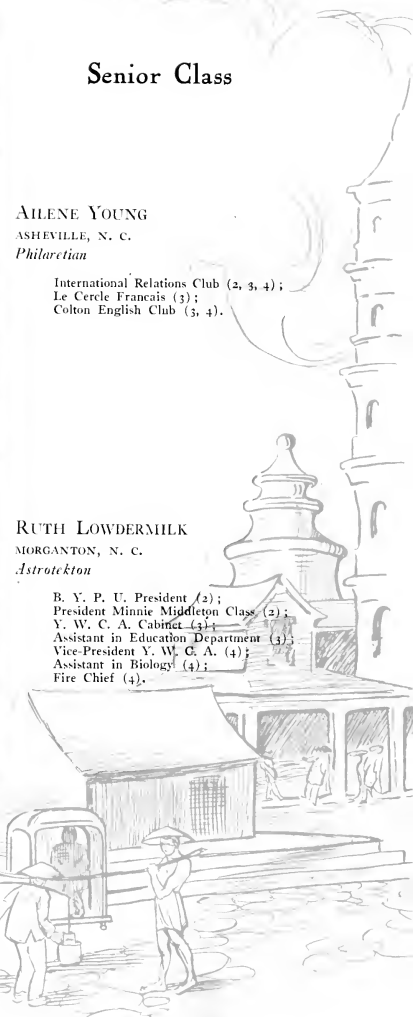 Senior Class
AILENE YOUNG
ASHEVILLE, N. C.
Philaretian
International Relations Club (2, 3, 4);
Le Cercle Francais (3);
Colton English Club (3, 4).
RUTH LOWDERMILK
MORGANTON, N. C.
Astrotekton
B. Y. P. U. President (2);
President Minnie Middleton Class (2);
Y. W. C. A. Cabinet (3);
Assistant in Education Department (3);
Vice-President Y. W. C. A. (4);
Assistant in Biology (4);
Fire Chief (4).